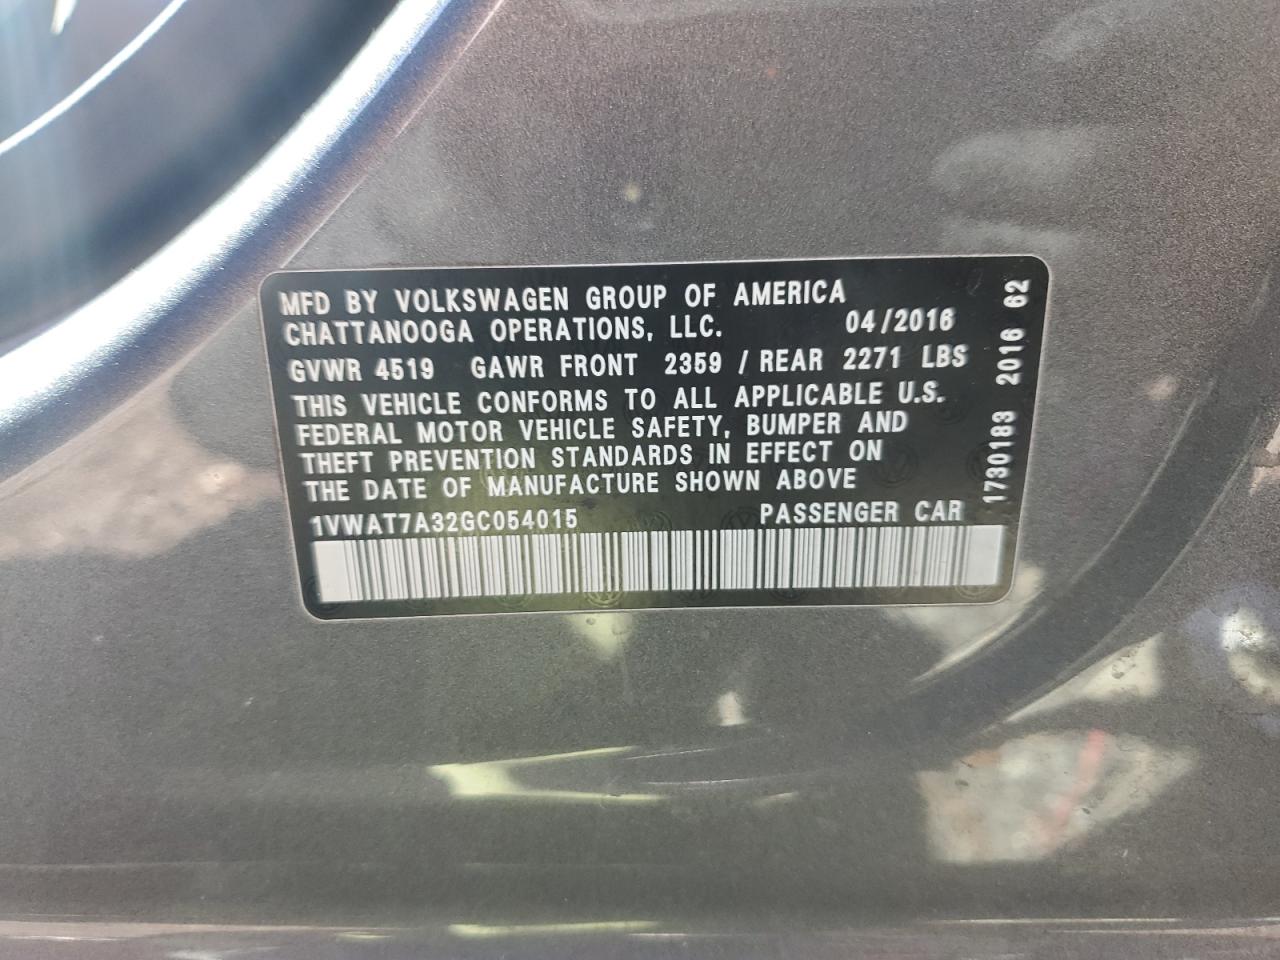 MFD BY VOLKSWAGEN GROUP OF AMERICA
CHATTANOOGA OPERATIONS, LLC. 04/2016
GVWR 4519 GAWR FRONT 2359 / REAR 2271 LBS
THIS VEHICLE CONFORMS TO ALL APPLICABLE U.S.
FEDERAL MOTOR VEHICLE SAFETY, BUMPER AND
THEFT PREVENTION STANDARDS IN EFFECT ON
THE DATE OF MANUFACTURE SHOWN ABOVE
1VWAT7A32GC054015 PASSENGER CAR
1730183 2016 62